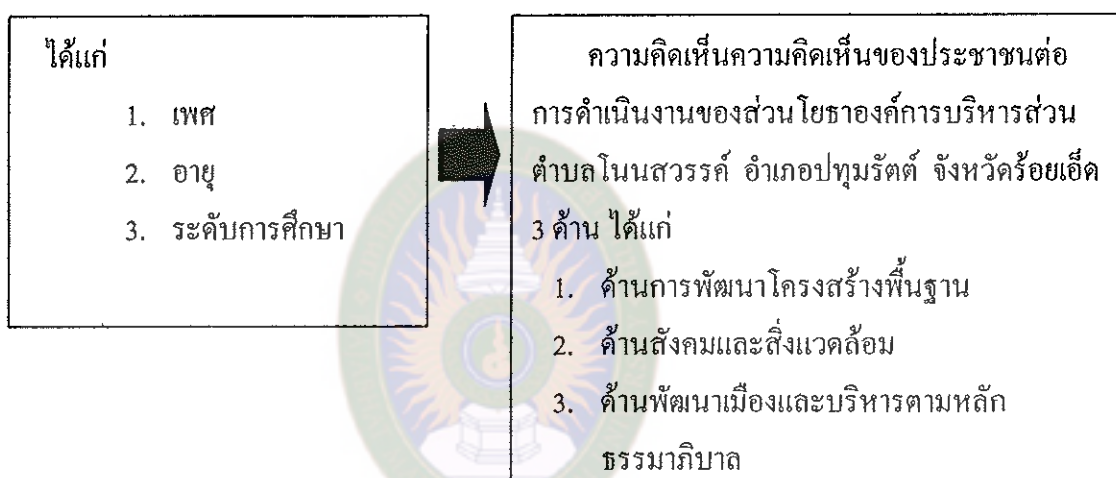 ได้แก่
1. เพศ
2. อายุ
3. ระดับการศึกษา
ความคิดเห็นความคิดเห็นของประชาชนต่อ
การดำเนินงานของส่วนโยธาองค์การบริหารส่วน
ตำบลโนนสวรรค์ อำเภอปทุมรัตต์ จังหวัดร้อยเอ็ด
3 ด้าน ได้แก่
1. ด้านการพัฒนาโครงสร้างพื้นฐาน
2. ด้านสังคมและสิ่งแวดล้อม
3. ด้านพัฒนาเมืองและบริหารตามหลัก
ธรรมาภิบาล